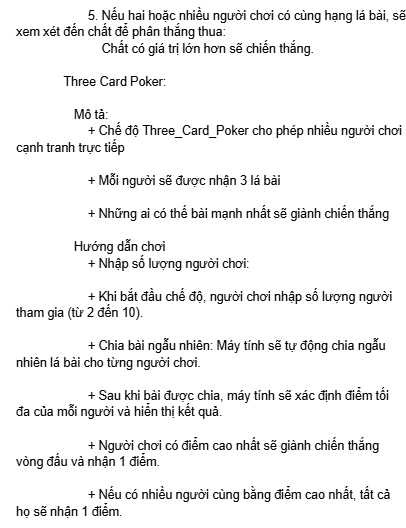 5. Nếu hai hoặc nhiều người chơi có cùng hạng lá bài, sẽ
xem xét đến chất để phân thắng thua:
Chất có giá trị lớn hơn sẽ chiến thắng.
Three Card Poker:
Mô tả:
+ Chế độ Three_Card_Poker cho phép nhiều người chơi
cạnh tranh trực tiếp
+ Mỗi người sẽ được nhận 3 lá bài
+ Những ai có thế bài mạnh nhất sẽ giành chiến thắng
Hướng dẫn chơi
+ Nhập số lượng người chơi:
+ Khi bắt đầu chế độ, người chơi nhập số lượng người
tham gia (từ 2 đến 10).
+ Chia bài ngẫu nhiên: Máy tính sẽ tự động chia ngẫu
nhiên lá bài cho từng người chơi.
+ Sau khi bài được chia, máy tính sẽ xác định điểm tối
đa của mỗi người và hiển thị kết quả.
+ Người chơi có điểm cao nhất sẽ giành chiến thắng
vòng đấu và nhận 1 điểm.
+ Nếu có nhiều người cùng bằng điểm cao nhất, tất cả
họ sẽ nhận 1 điểm.